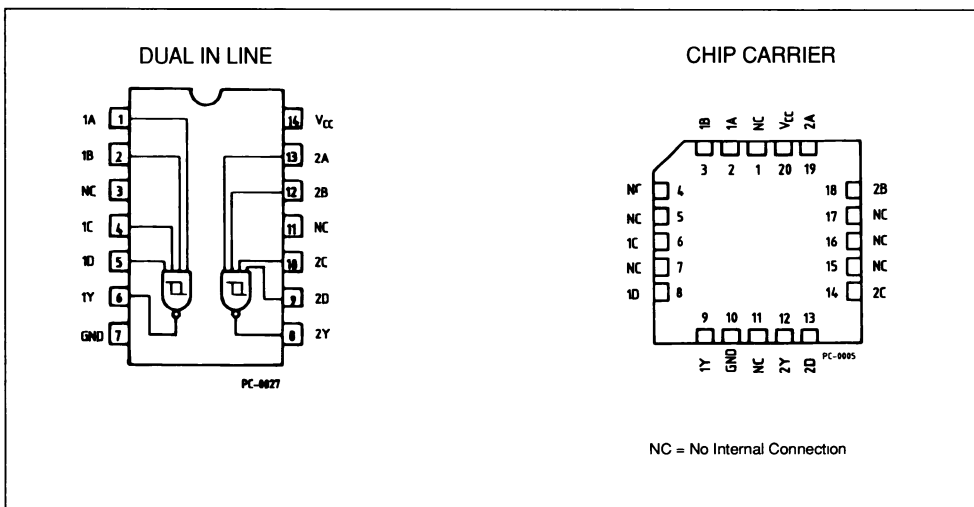 DUAL IN LINE
1A 1
1B 2
NC 3
1C 4
1D 5
1Y 6
GND 7
14 VCC
13 2A
12 2B
11 NC
10 2C
9 2D
8 2Y
PC-0027
CHIP CARRIER
1B 1A NC VCC 2A
3 2 1 20 19
NC 4
NC 5
1C 6
NC 7
1D 8
18 2B
17 NC
16 NC
15 NC
14 2C
9 10 11 12 13
1Y GND NC 2Y 2D
PC-0005
NC = No Internal Connection